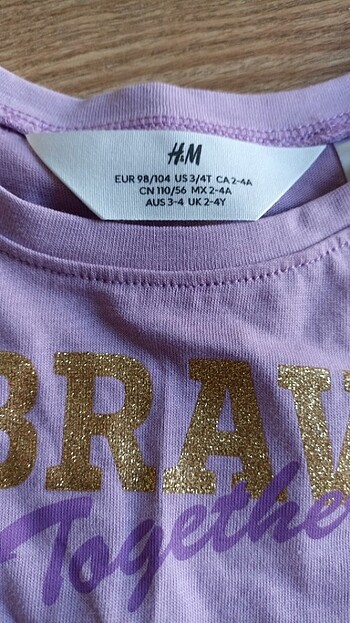 H&M
EUR 98/104 US 3/4T CA 2-4A
CN 110/56 MX 2-4A
AUS 3-4 UK 2-4Y
BRAV
Together